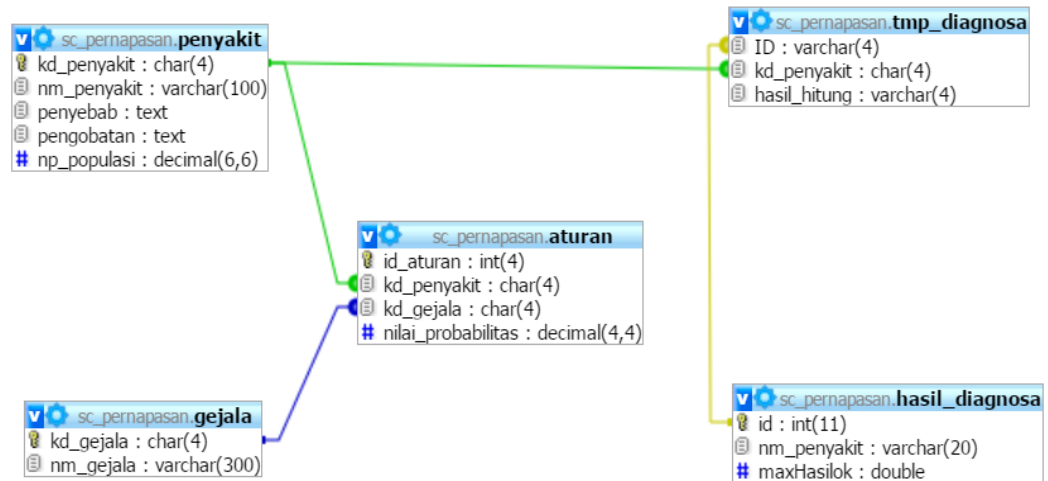 sc_pernapasan.penyakit
kd_penyakit : char(4)
nm_penyakit : varchar(100)
penyebab : text
pengobatan : text
# np_populasi : decimal(6,6)
sc_pernapasan.tmp_diagnosa
ID : varchar(4)
kd_penyakit : char(4)
hasil_hitung : varchar(4)
sc_pernapasan.aturan
id_aturan : int(4)
kd_penyakit : char(4)
kd_gejala : char(4)
# nilai_probabilitas : decimal(4,4)
sc_pernapasan.gejala
kd_gejala : char(4)
nm_gejala : varchar(300)
sc_pernapasan.hasil_diagnosa
id : int(11)
nm_penyakit : varchar(20)
# maxHasilok : double